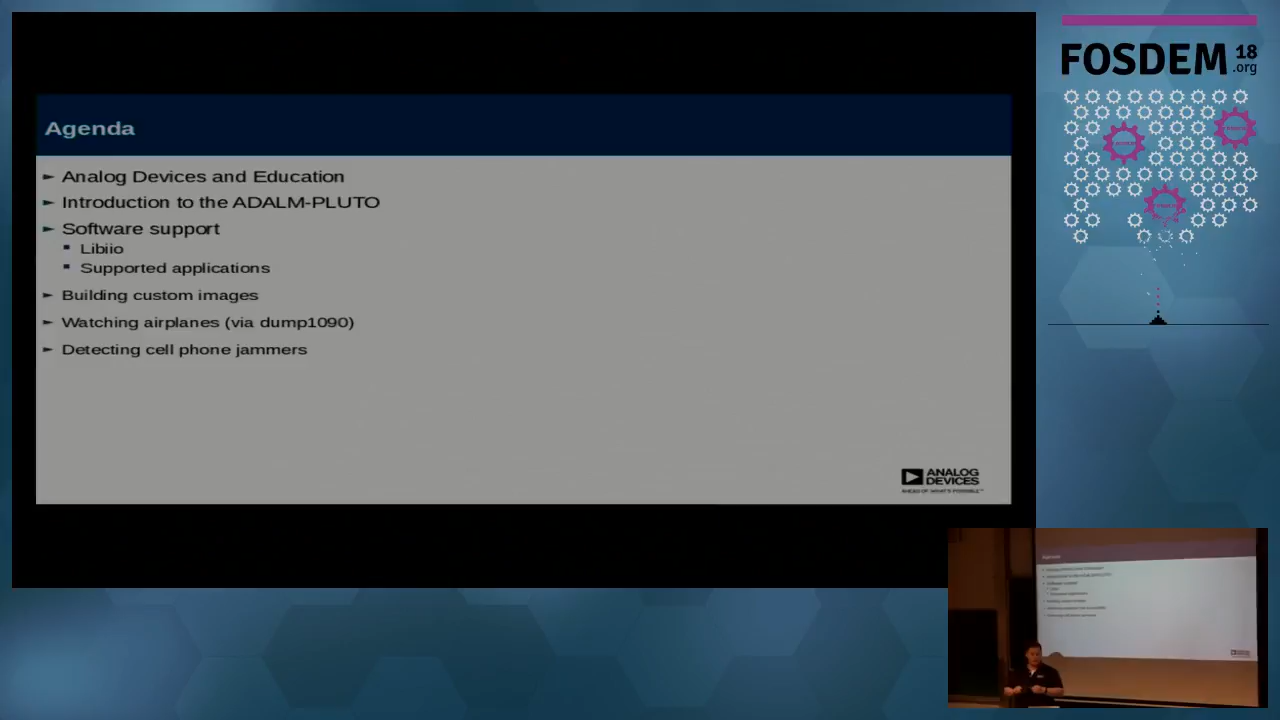 Agenda
► Analog Devices and Education
► Introduction to the ADALM-PLUTO
► Software support
▪ Libiio
▪ Supported applications
► Building custom images
► Watching airplanes (via dump1090)
► Detecting cell phone jammers
ANALOG
DEVICES
AHEAD OF WHAT'S POSSIBLE™
FOSDEM 18
.org